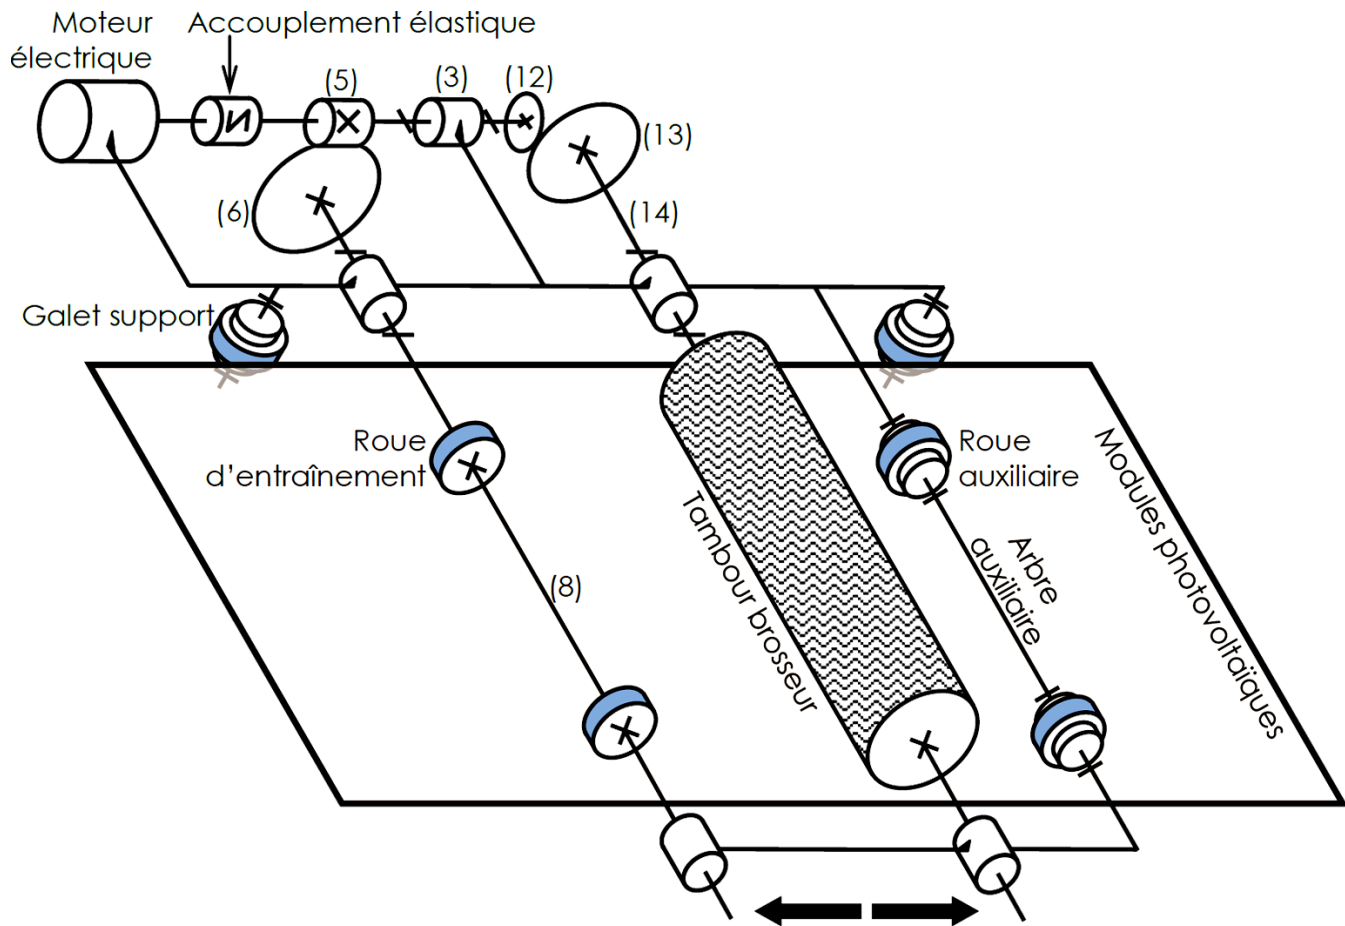 Moteur
électrique
Accouplement élastique
(5)
(3)
(12)
(13)
(6)
(14)
Galet support
Roue
d'entraînement
Roue
auxiliaire
Modules photovoltaïques
Tambour brosseur
Arbre
auxiliaire
(8)